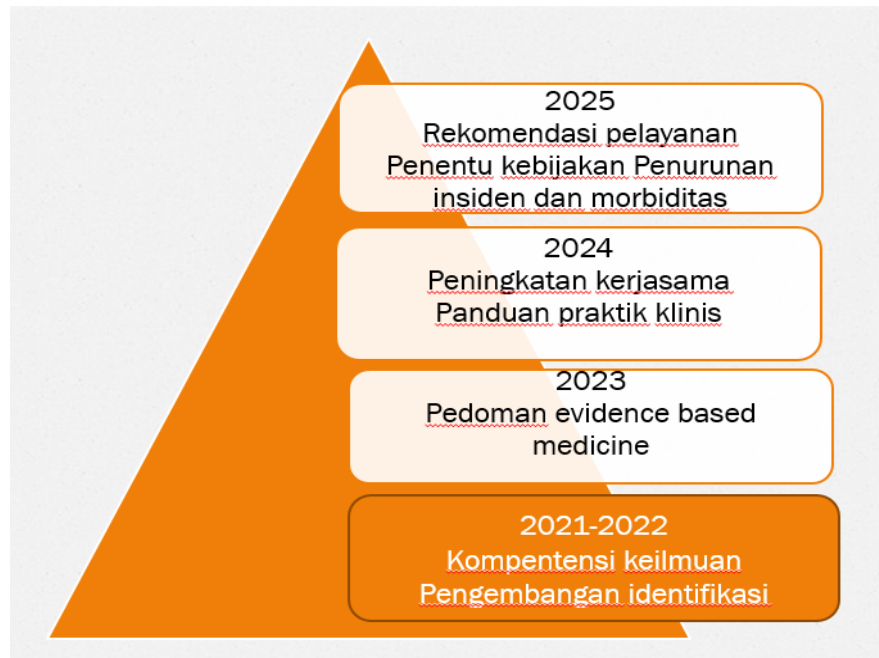 2025
Rekomendasi pelayanan
Penentu kebijakan Penurunan
insiden dan morbiditas
2024
Peningkatan kerjasama
Panduan praktik klinis
2023
Pedoman evidence based
medicine
2021-2022
Kompentensi keilmuan
Pengembangan identifikasi